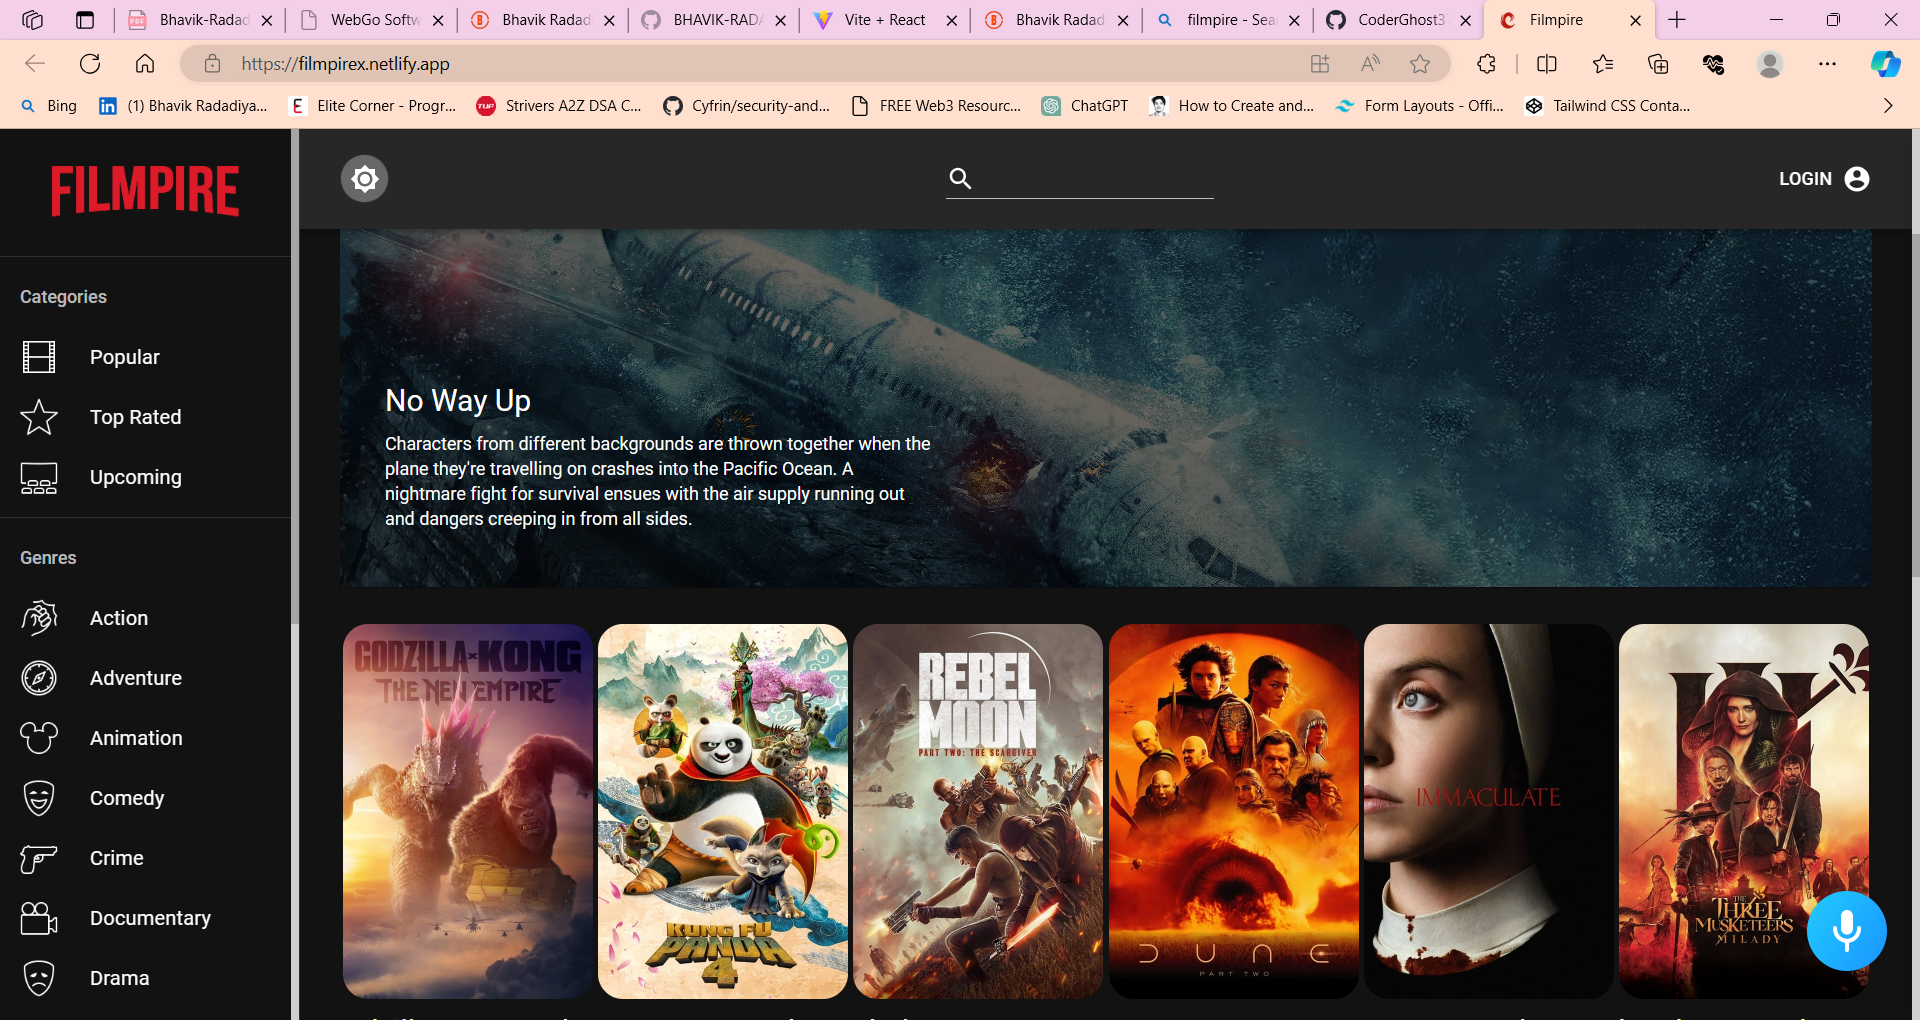 Bhavik-Radad
WebGo Softw
Bhavik Radad
BHAVIK-RADA
Vite + React
Bhavik Radad
filmpire - Sea
CoderGhost37
Filmpire
https://filmpirex.netlify.app
Bing
(1) Bhavik Radadiya...
Elite Corner - Progr...
TUF
Strivers A2Z DSA C...
Cyfrin/security-and...
FREE Web3 Resourc...
ChatGPT
How to Create and...
Form Layouts - Offi...
Tailwind CSS Conta...
FILMPIRE
LOGIN
Categories
Popular
Top Rated
Upcoming
Genres
Action
Adventure
Animation
Comedy
Crime
Documentary
Drama
No Way Up
Characters from different backgrounds are thrown together when the
plane they're travelling on crashes into the Pacific Ocean. A
nightmare fight for survival ensues with the air supply running out
and dangers creeping in from all sides.
GODZILLA x KONG
THE NEW EMPIRE
KUNG FU
PANDA
4
REBEL
MOON
PART TWO: THE SCARGIVER
DUNE
PART TWO
IMMACULATE
THE
THREE
MUSKETEERS
MILADY